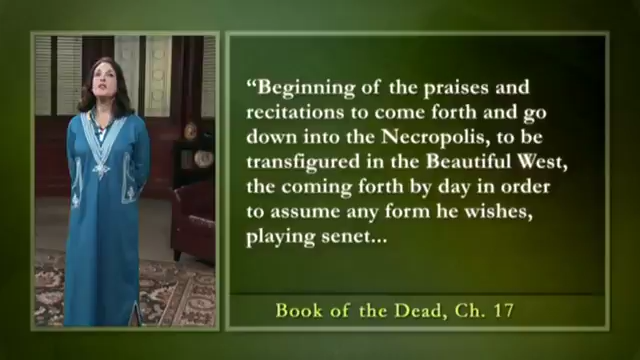 “Beginning of the praises and
recitations to come forth and go
down into the Necropolis, to be
transfigured in the Beautiful West,
the coming forth by day in order
to assume any form he wishes,
playing senet...
Book of the Dead, Ch. 17